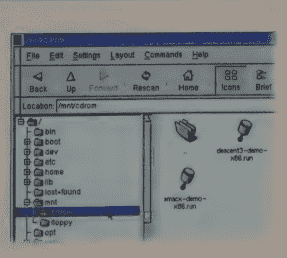 File Edit Settings Layout Commands Help
Back Up Forward Rescan Home Icons Brief
Location: /mnt/cdrom
/
bin
boot
dev
etc
home
lib
lost+found
mnt
floppy
opt
..
descent3-demo-
x86.run
xmacx-demo-
x86.run